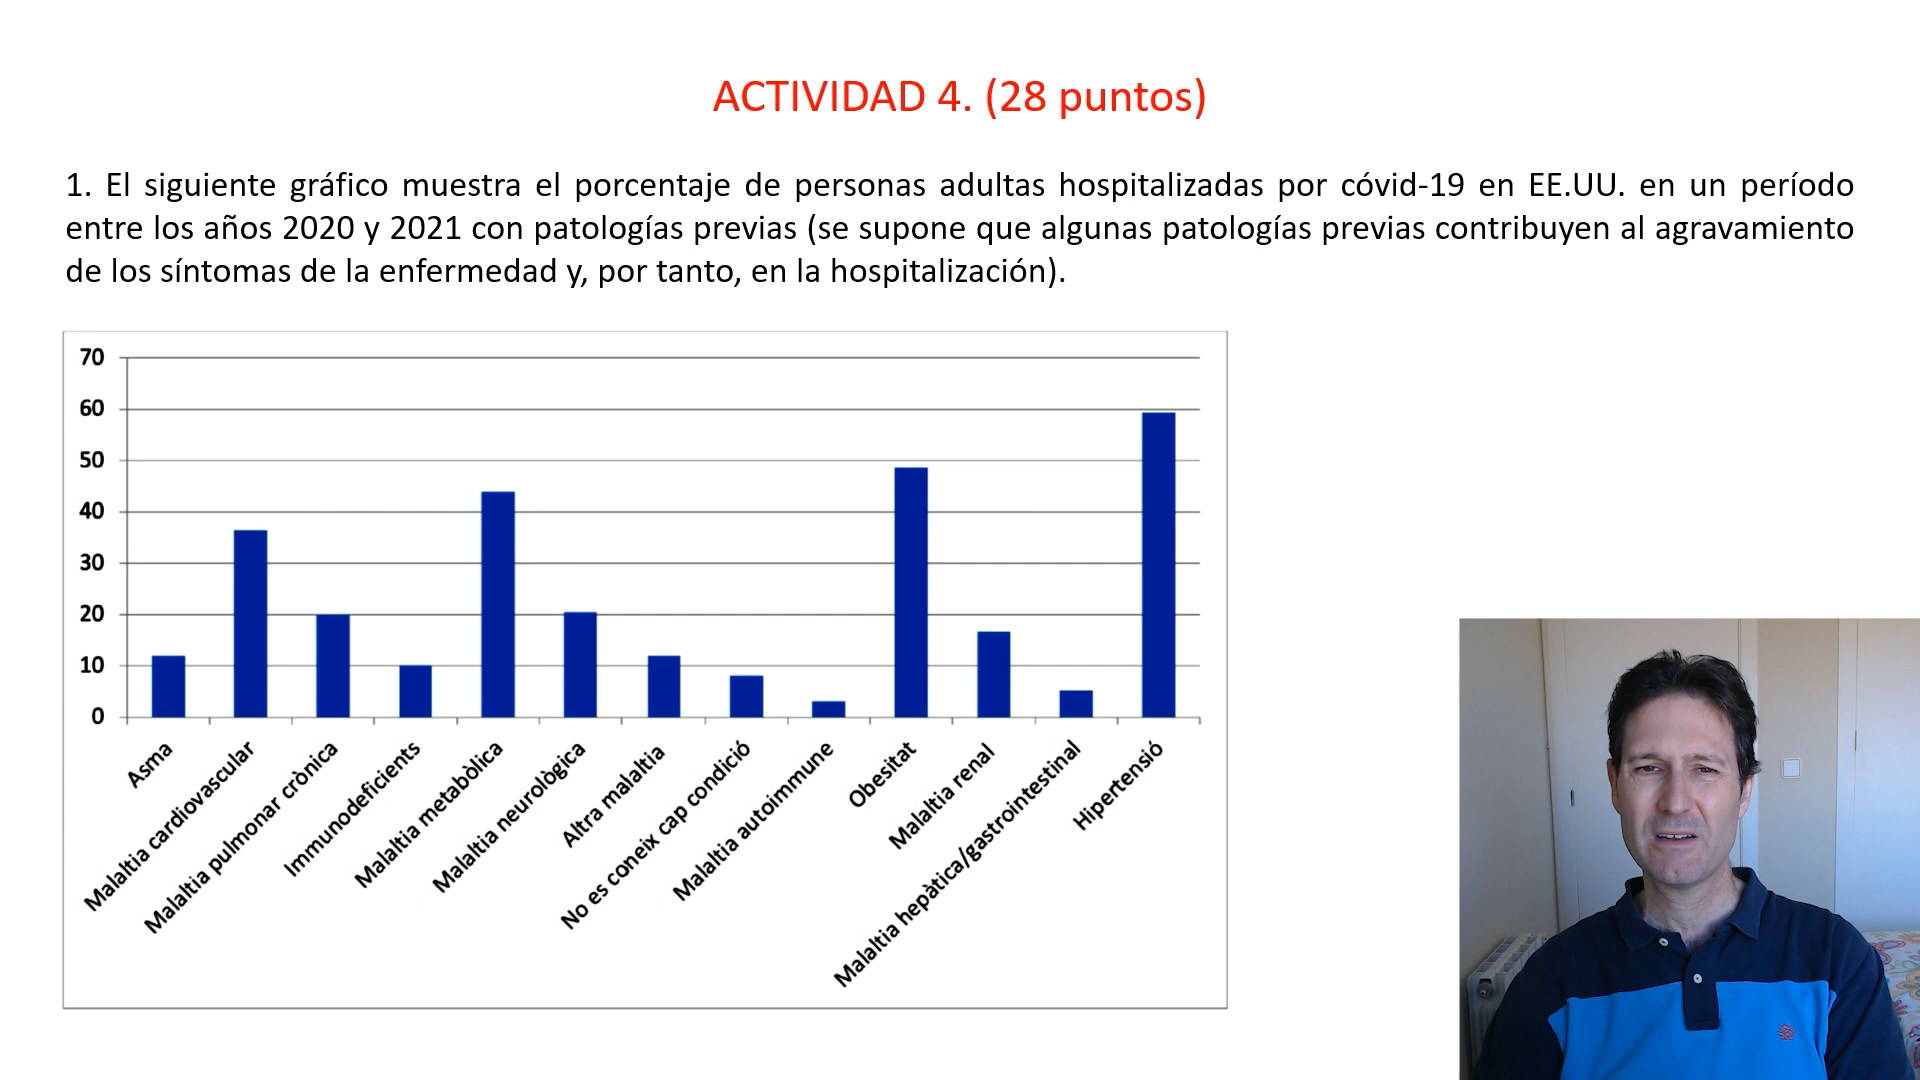 ACTIVIDAD 4. (28 puntos)
1. El siguiente gráfico muestra el porcentaje de personas adultas hospitalizadas por cóvid-19 en EE.UU. en un período
entre los años 2020 y 2021 con patologías previas (se supone que algunas patologías previas contribuyen al agravamiento
de los síntomas de la enfermedad y, por tanto, en la hospitalización).
70
60
50
40
30
20
10
0
Asma
Malaltia cardiovascular
Malaltia pulmonar crònica
Immunodeficients
Malaltia metabòlica
Malaltia neurològica
Altra malaltia
No es coneix cap condició
Malaltia autoimmune
Obesitat
Malaltia renal
Malaltia hepàtica/gastrointestinal
Hipertensió